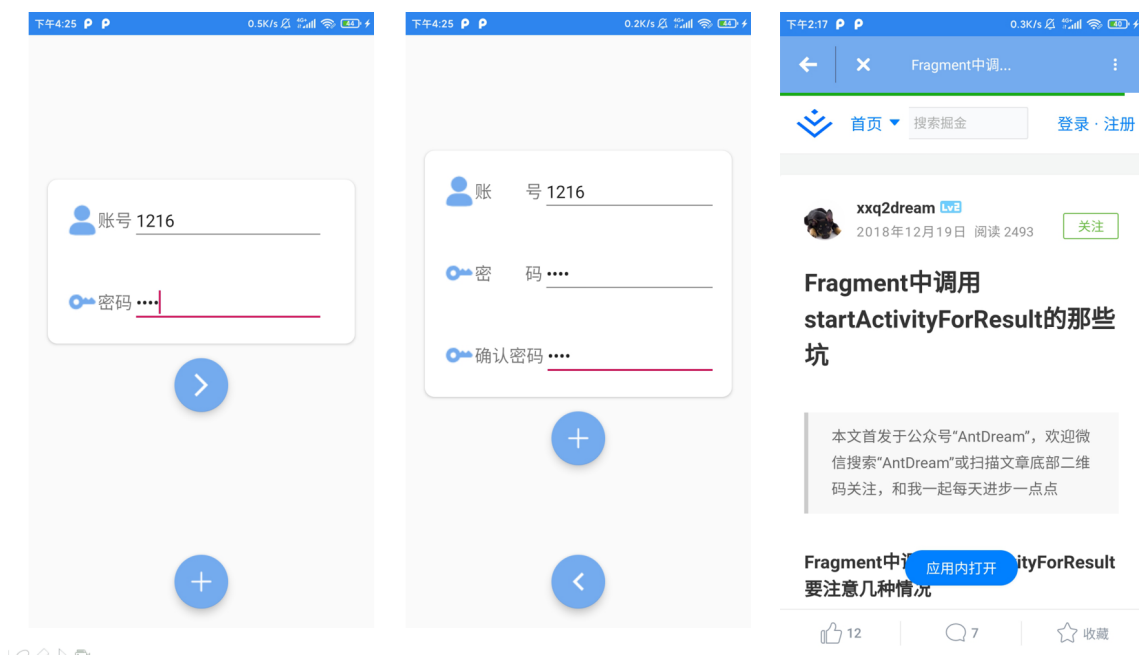 下午4:25
0.5K/s 4G+ 44
账号 1216
密码 ••••
下午4:25
0.2K/s 4G+ 44
账 号 1216
密 码 ••••
确认密码 ••••
下午2:17
0.3K/s 4G+ 40
Fragment中调...
首页 搜索掘金 登录 · 注册
xxq2dream Lv2
2018年12月19日 阅读 2493 关注
Fragment中调用
startActivityForResult的那些
坑
本文首发于公众号“AntDream”，欢迎微
信搜索“AntDream”或扫描文章底部二维
码关注，和我一起每天进步一点点
Fragment中 ityForResult
应用内打开
要注意几种情况
12 7 收藏